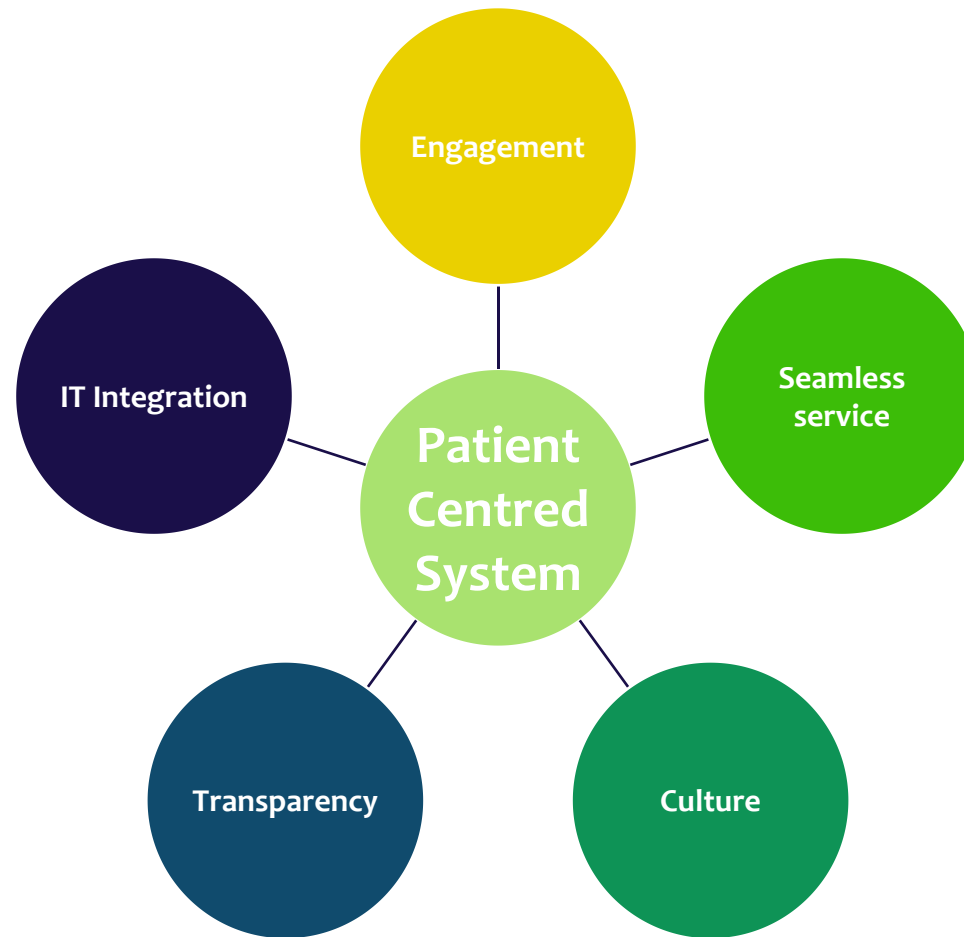 Engagement
IT Integration
Seamless
service
Patient
Centred
System
Transparency
Culture